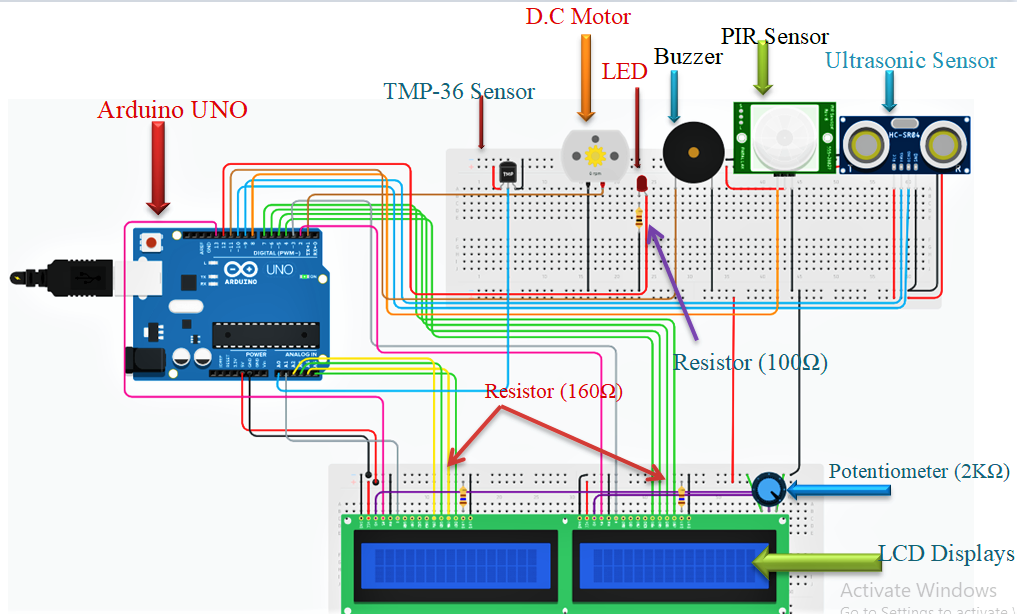 D.C Motor
PIR Sensor
Buzzer
LED
Ultrasonic Sensor
TMP-36 Sensor
Arduino UNO
HC-SR04
TMP
DIGITAL (PWM~)
UNO
ARDUINO
POWER
ANALOG IN
Resistor (100Ω)
Resistor (160Ω)
Potentiometer (2KΩ)
LCD Displays
Activate Windows
Go to Settings to activate